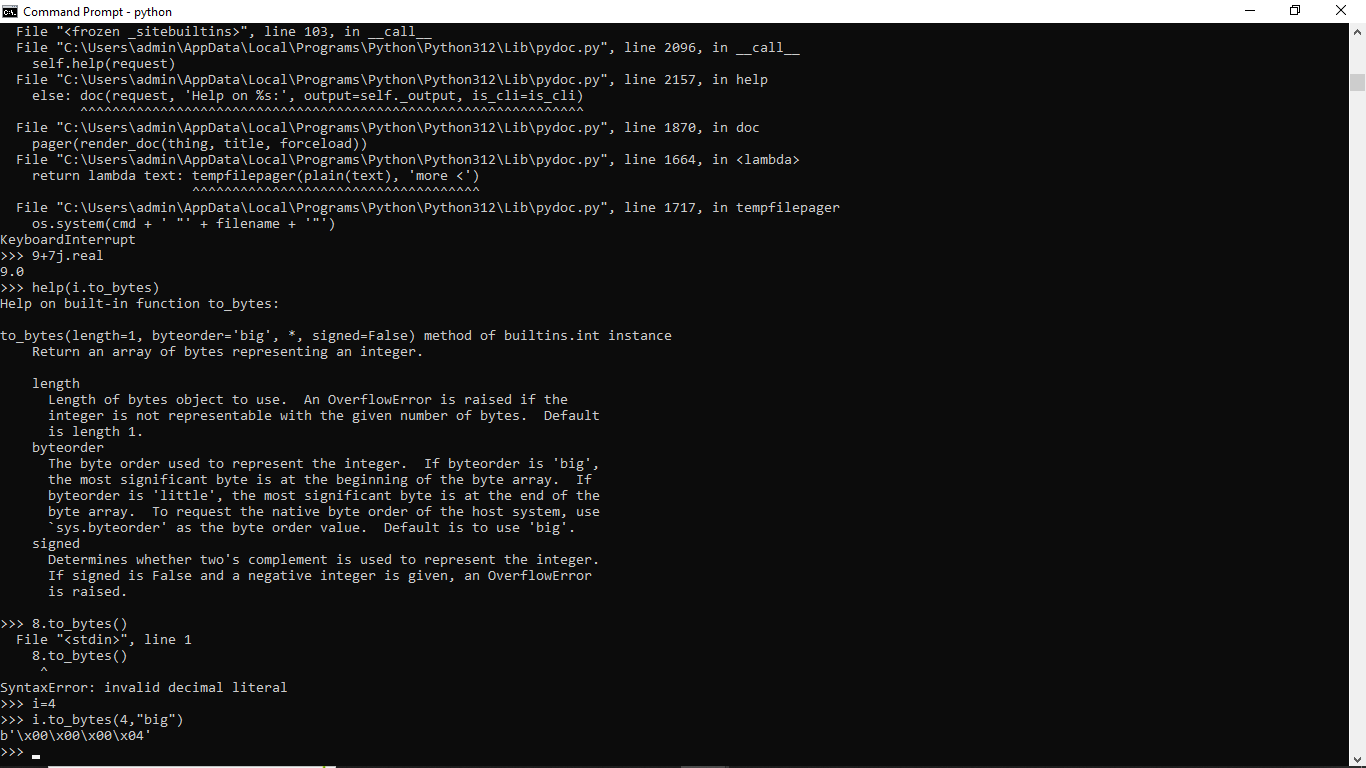 Command Prompt - python
  File "<frozen _sitebuiltins>", line 103, in __call__
  File "C:\Users\admin\AppData\Local\Programs\Python\Python312\Lib\pydoc.py", line 2096, in __call__
    self.help(request)
  File "C:\Users\admin\AppData\Local\Programs\Python\Python312\Lib\pydoc.py", line 2157, in help
    else: doc(request, 'Help on %s:', output=self._output, is_cli=is_cli)
          ^^^^^^^^^^^^^^^^^^^^^^^^^^^^^^^^^^^^^^^^^^^^^^^^^^^^^^^^^^^^^^^
  File "C:\Users\admin\AppData\Local\Programs\Python\Python312\Lib\pydoc.py", line 1870, in doc
    pager(render_doc(thing, title, forceload))
  File "C:\Users\admin\AppData\Local\Programs\Python\Python312\Lib\pydoc.py", line 1664, in <lambda>
    return lambda text: tempfilepager(plain(text), 'more <')
                        ^^^^^^^^^^^^^^^^^^^^^^^^^^^^^^^^^^^^
  File "C:\Users\admin\AppData\Local\Programs\Python\Python312\Lib\pydoc.py", line 1717, in tempfilepager
    os.system(cmd + ' "' + filename + '"')
KeyboardInterrupt
>>> 9+7j.real
9.0
>>> help(i.to_bytes)
Help on built-in function to_bytes:

to_bytes(length=1, byteorder='big', *, signed=False) method of builtins.int instance
    Return an array of bytes representing an integer.

    length
      Length of bytes object to use.  An OverflowError is raised if the
      integer is not representable with the given number of bytes.  Default
      is length 1.
    byteorder
      The byte order used to represent the integer.  If byteorder is 'big',
      the most significant byte is at the beginning of the byte array.  If
      byteorder is 'little', the most significant byte is at the end of the
      byte array.  To request the native byte order of the host system, use
      `sys.byteorder' as the byte order value.  Default is to use 'big'.
    signed
      Determines whether two's complement is used to represent the integer.
      If signed is False and a negative integer is given, an OverflowError
      is raised.

>>> 8.to_bytes()
  File "<stdin>", line 1
    8.to_bytes()
     ^
SyntaxError: invalid decimal literal
>>> i=4
>>> i.to_bytes(4,"big")
b'\x00\x00\x00\x04'
>>>